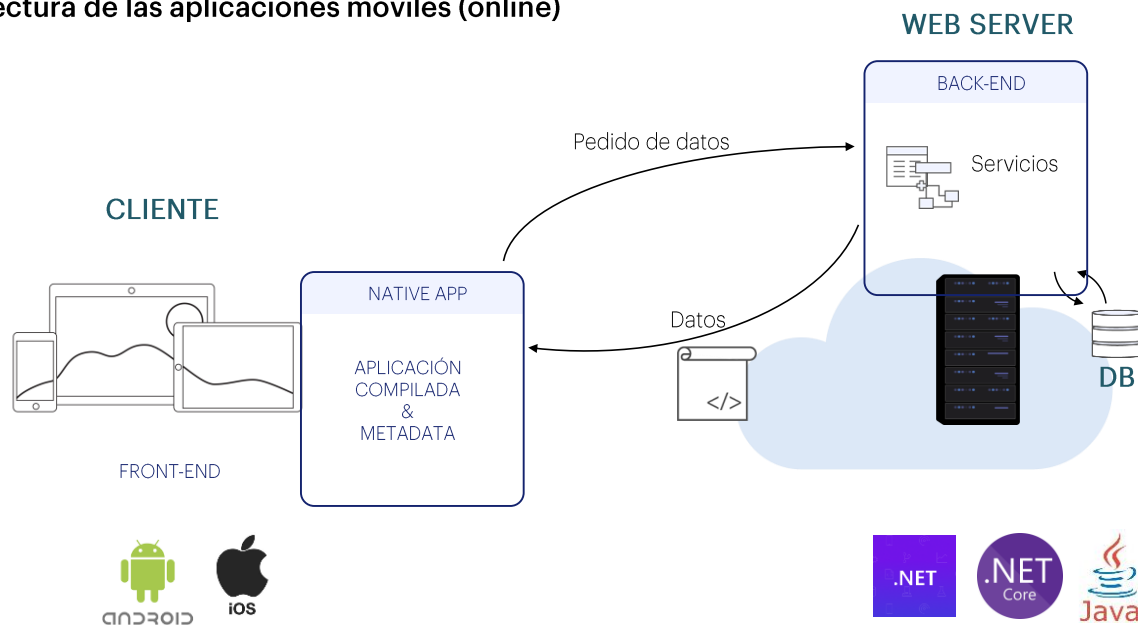 ectura de las aplicaciones móviles (online)
WEB SERVER
BACK-END
Pedido de datos
Servicios
CLIENTE
NATIVE APP
Datos
APLICACIÓN
COMPILADA
&
METADATA
</>
DB
FRONT-END
ANDROID
iOS
.NET
.NET
Core
Java